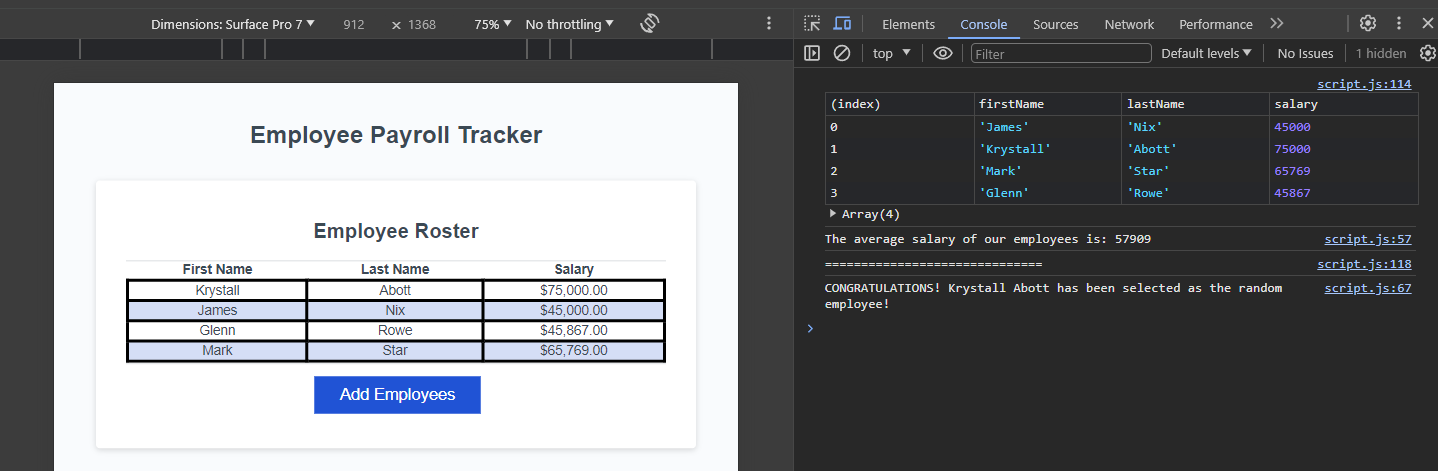 Dimensions: Surface Pro 7 ▼ 912 × 1368 75% ▼ No throttling ▼
Employee Payroll Tracker
Employee Roster
First Name Last Name Salary
Krystall Abott $75,000.00
James Nix $45,000.00
Glenn Rowe $45,867.00
Mark Star $65,769.00
Add Employees
Elements Console Sources Network Performance
top ▼ Filter Default levels ▼ No Issues 1 hidden
script.js:114
(index) firstName lastName salary
0 'James' 'Nix' 45000
1 'Krystall' 'Abott' 75000
2 'Mark' 'Star' 65769
3 'Glenn' 'Rowe' 45867
Array(4)
The average salary of our employees is: 57909 script.js:57
============================== script.js:118
CONGRATULATIONS! Krystall Abott has been selected as the random script.js:67
employee!